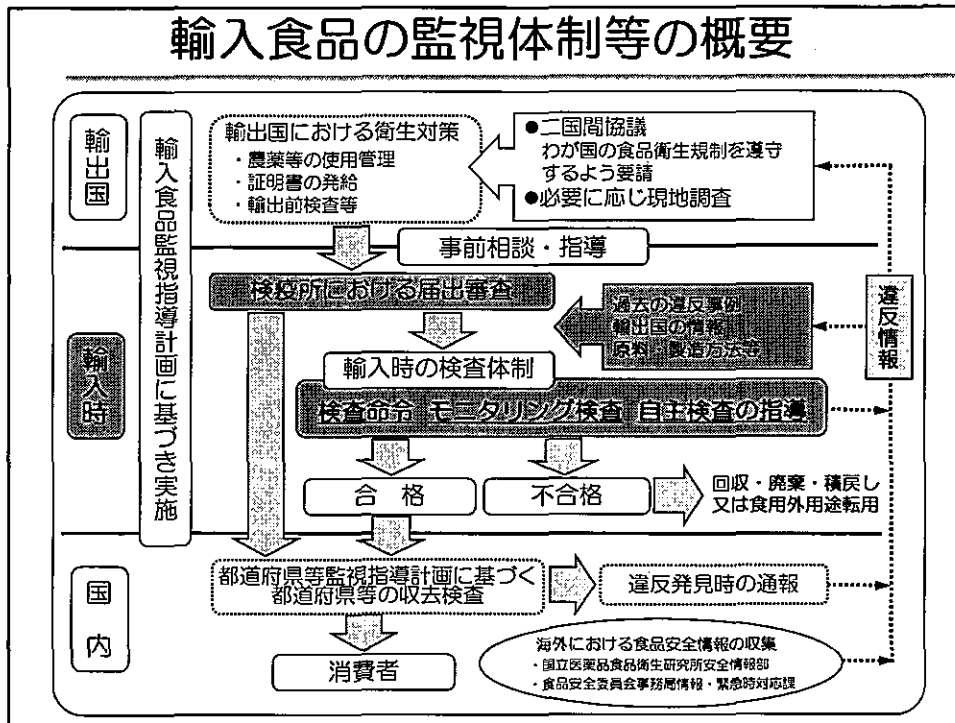 輸入食品の監視体制等の概要
輸出国
輸入食品監視指導計画に基づき実施
輸出国における衛生対策
・農薬等の使用管理
・証明書の発給
・輸出前検査等
●二国間協議
わが国の食品衛生規制を遵守
するよう要請
●必要に応じ現地調査
事前相談・指導
輸入時
検疫所における届出審査
過去の違反事例
輸出国の情報
原料・製造方法等
違反情報
輸入時の検査体制
検査命令 モニタリング検査 自主検査の指導
合 格
不合格
回収・廃棄・積戻し
又は食用外用途転用
国内
都道府県等監視指導計画に基づく
都道府県等の収去検査
違反発見時の通報
消費者
海外における食品安全情報の収集
・国立医薬品食品衛生研究所安全情報部
・食品安全委員会事務局情報・緊急時対応課